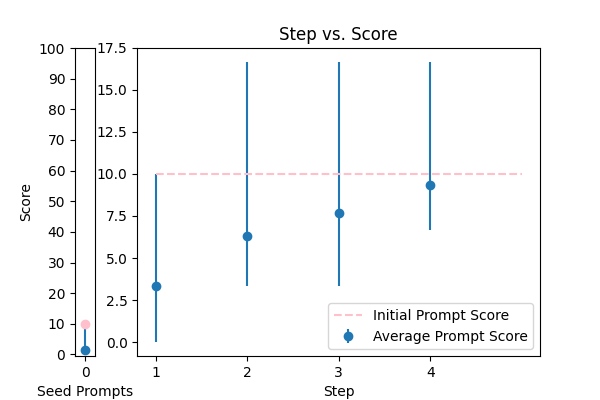 Step vs. Score
100
90
80
70
60
50
40
30
20
10
0
Score
0
Seed Prompts
17.5
15.0
12.5
10.0
7.5
5.0
2.5
0.0
1 2 3 4
Step
Initial Prompt Score
Average Prompt Score